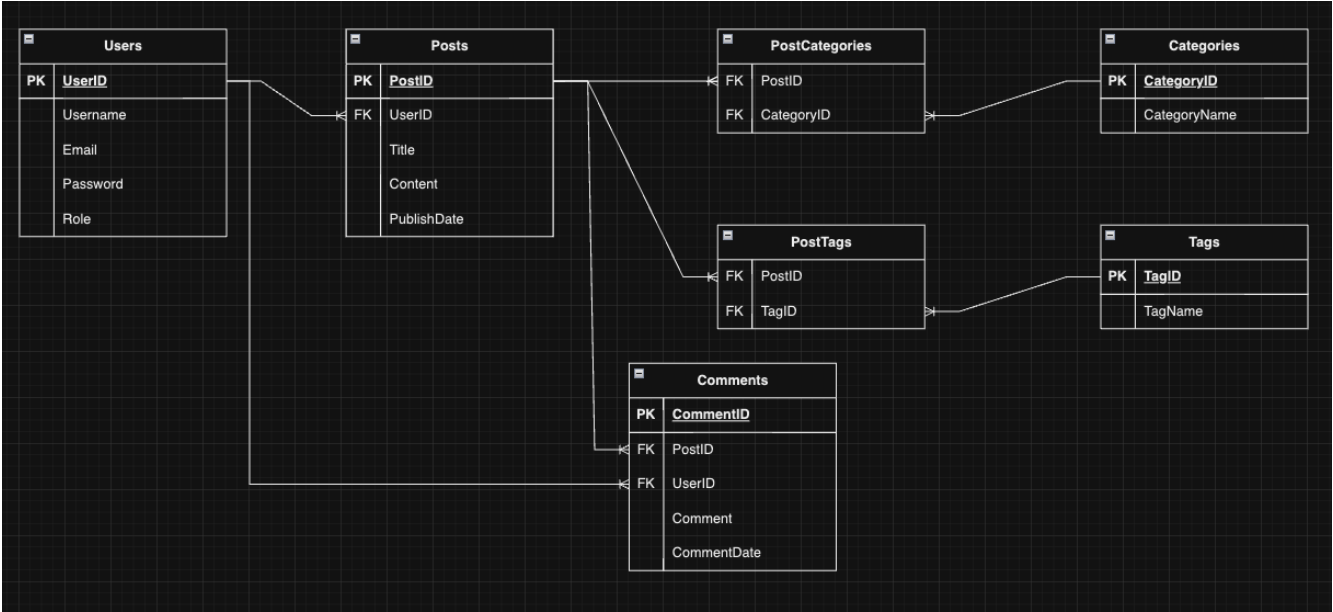 Users
PK UserID
Username
Email
Password
Role
Posts
PK PostID
FK UserID
Title
Content
PublishDate
PostCategories
FK PostID
FK CategoryID
Categories
PK CategoryID
CategoryName
PostTags
FK PostID
FK TagID
Tags
PK TagID
TagName
Comments
PK CommentID
FK PostID
FK UserID
Comment
CommentDate